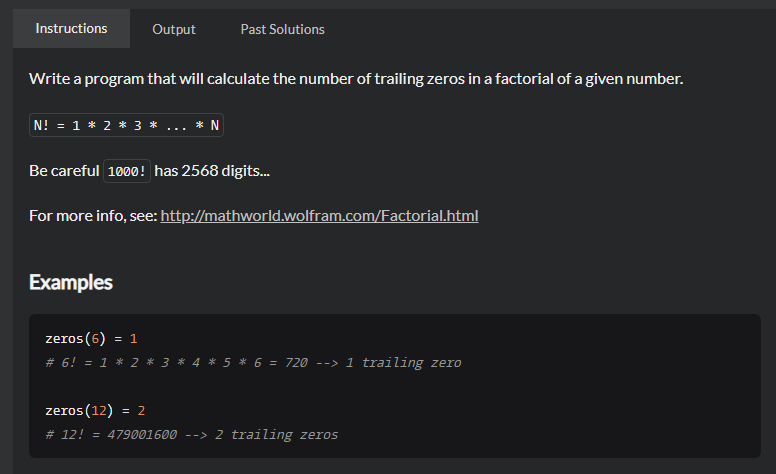 Instructions Output Past Solutions
Write a program that will calculate the number of trailing zeros in a factorial of a given number.
N! = 1 * 2 * 3 * ... * N
Be careful 1000! has 2568 digits...
For more info, see: http://mathworld.wolfram.com/Factorial.html
Examples
zeros(6) = 1
# 6! = 1 * 2 * 3 * 4 * 5 * 6 = 720 --> 1 trailing zero
zeros(12) = 2
# 12! = 479001600 --> 2 trailing zeros